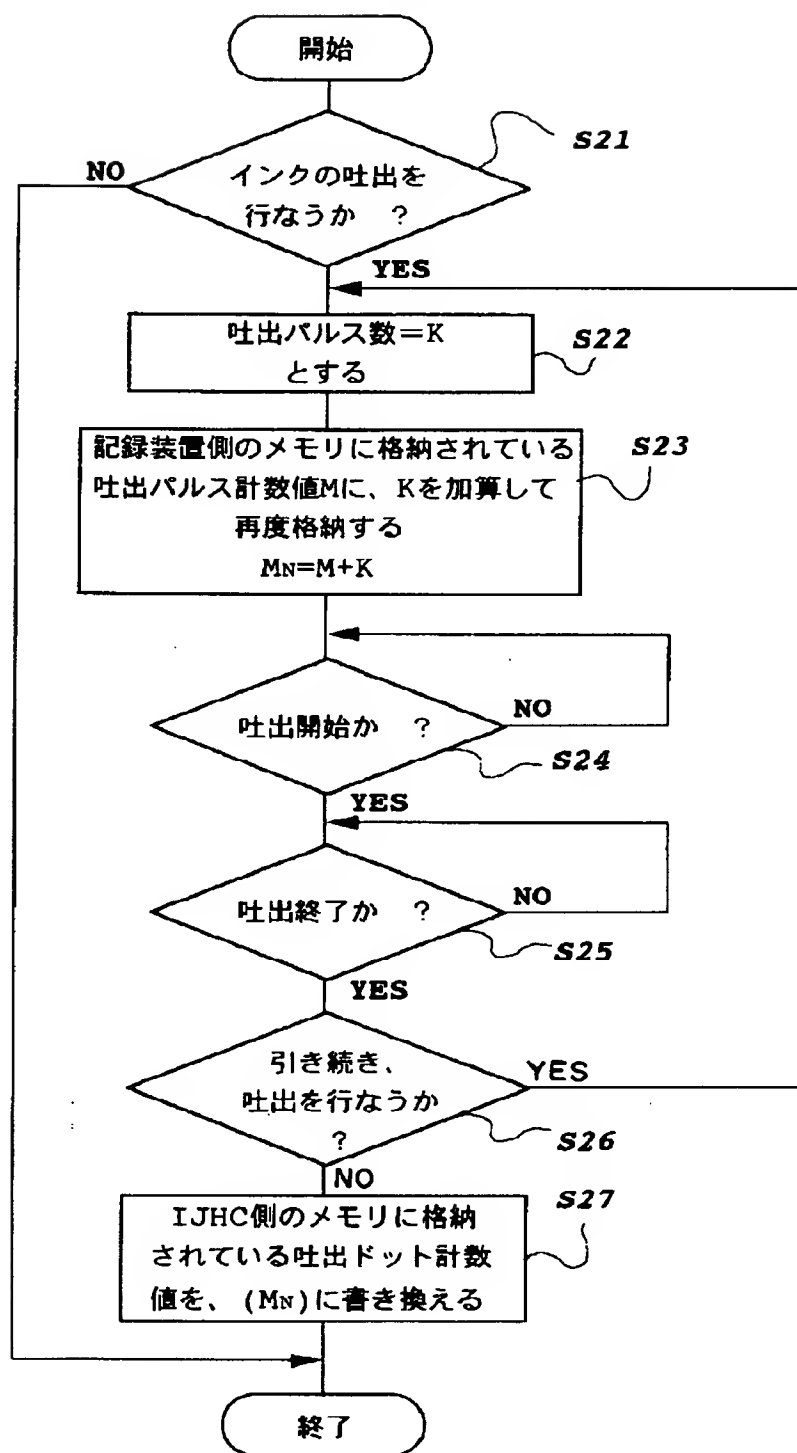 開始
S21
NO
インクの吐出を
行なうか ?
YES
吐出パルス数=K
とする
S22
記録装置側のメモリに格納されている
吐出パルス計数値Mに、Kを加算して
再度格納する
MN=M+K
S23
吐出開始か ?
NO
S24
YES
吐出終了か ?
NO
S25
YES
引き続き、
吐出を行なうか
?
YES
S26
NO
S27
IJHC側のメモリに格納
されている吐出ドット計数
値を、(MN)に書き換える
終了